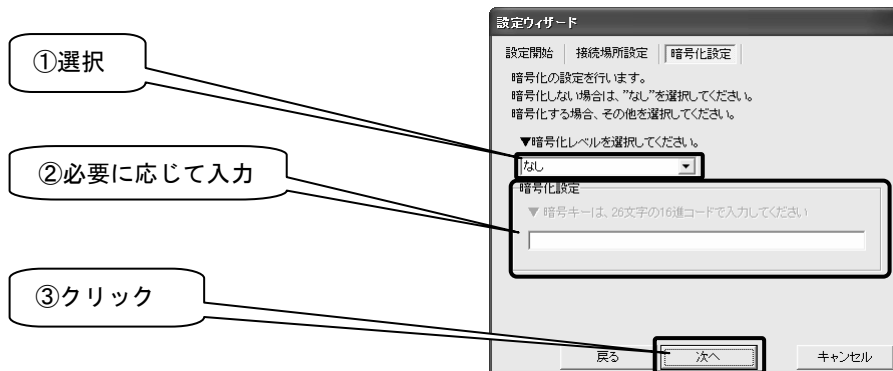 設定ウィザード
設定開始
接続場所設定
暗号化設定
①選択
暗号化の設定を行います。
暗号化しない場合は、”なし”を選択してください。
暗号化する場合、その他を選択してください。
▼暗号化レベルを選択してください。
なし
②必要に応じて入力
暗号化設定
▼ 暗号キーは、26文字の16進コードで入力してください
③クリック
戻る
次へ
キャンセル